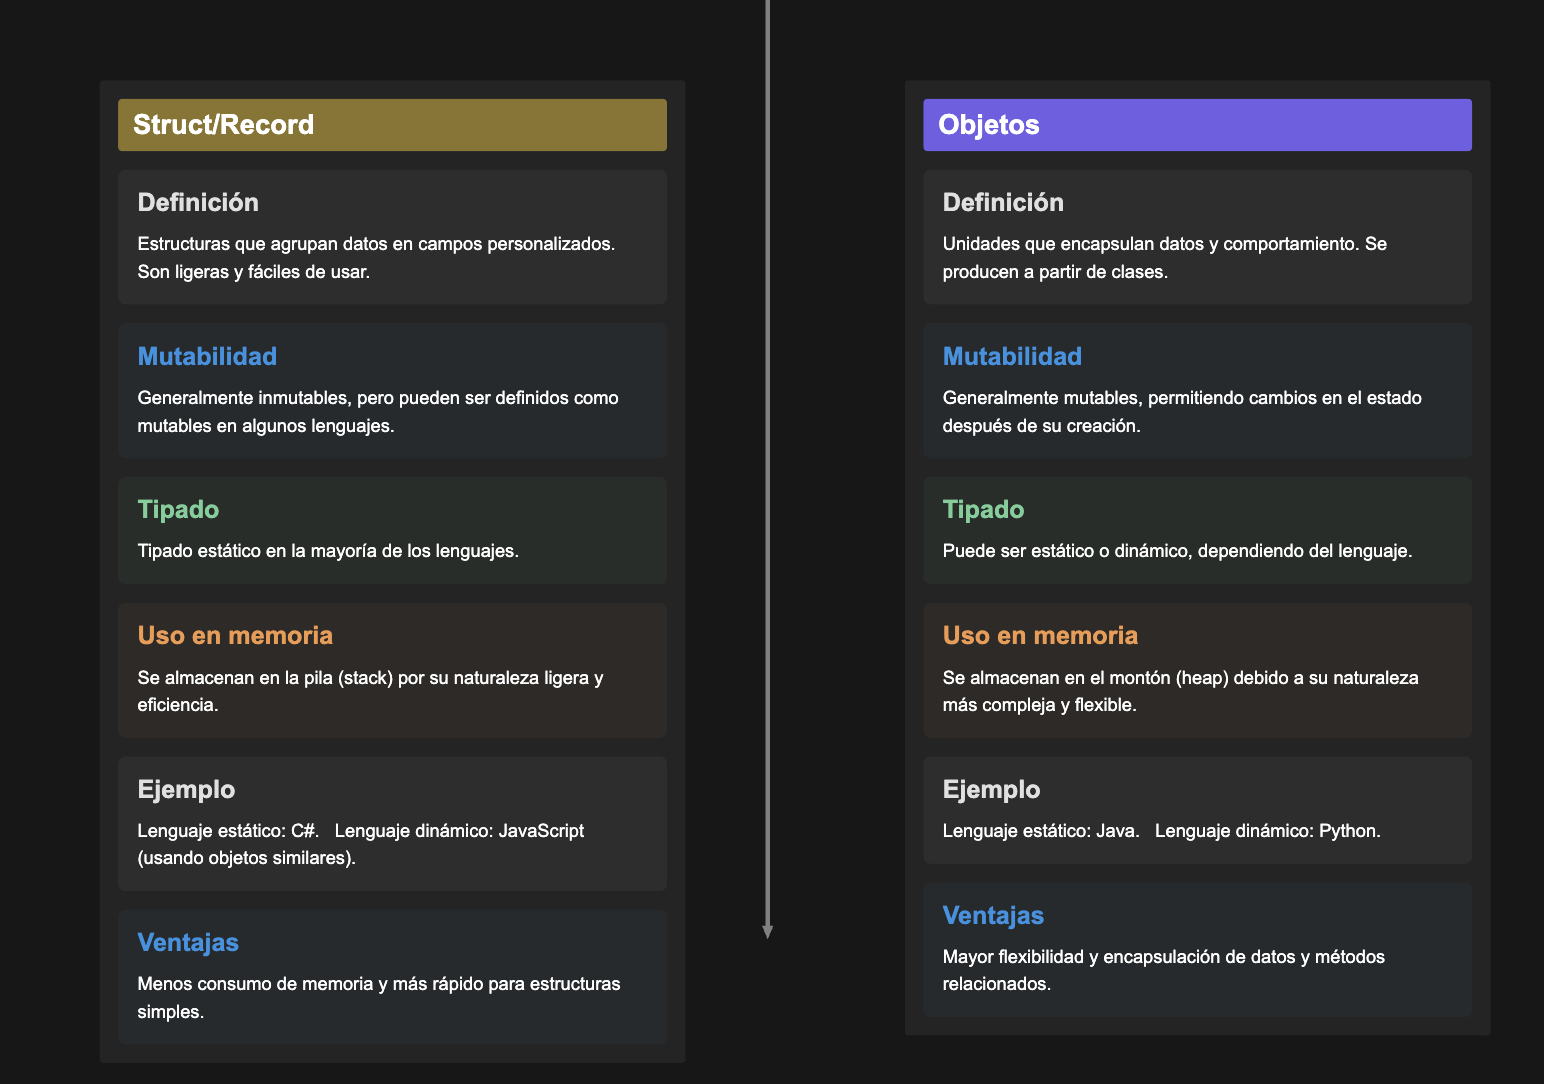 Struct/Record
Definición
Estructuras que agrupan datos en campos personalizados.
Son ligeras y fáciles de usar.
Mutabilidad
Generalmente inmutables, pero pueden ser definidos como
mutables en algunos lenguajes.
Tipado
Tipado estático en la mayoría de los lenguajes.
Uso en memoria
Se almacenan en la pila (stack) por su naturaleza ligera y
eficiencia.
Ejemplo
Lenguaje estático: C#.   Lenguaje dinámico: JavaScript
(usando objetos similares).
Ventajas
Menos consumo de memoria y más rápido para estructuras
simples.
Objetos
Definición
Unidades que encapsulan datos y comportamiento. Se
producen a partir de clases.
Mutabilidad
Generalmente mutables, permitiendo cambios en el estado
después de su creación.
Tipado
Puede ser estático o dinámico, dependiendo del lenguaje.
Uso en memoria
Se almacenan en el montón (heap) debido a su naturaleza
más compleja y flexible.
Ejemplo
Lenguaje estático: Java.   Lenguaje dinámico: Python.
Ventajas
Mayor flexibilidad y encapsulación de datos y métodos
relacionados.